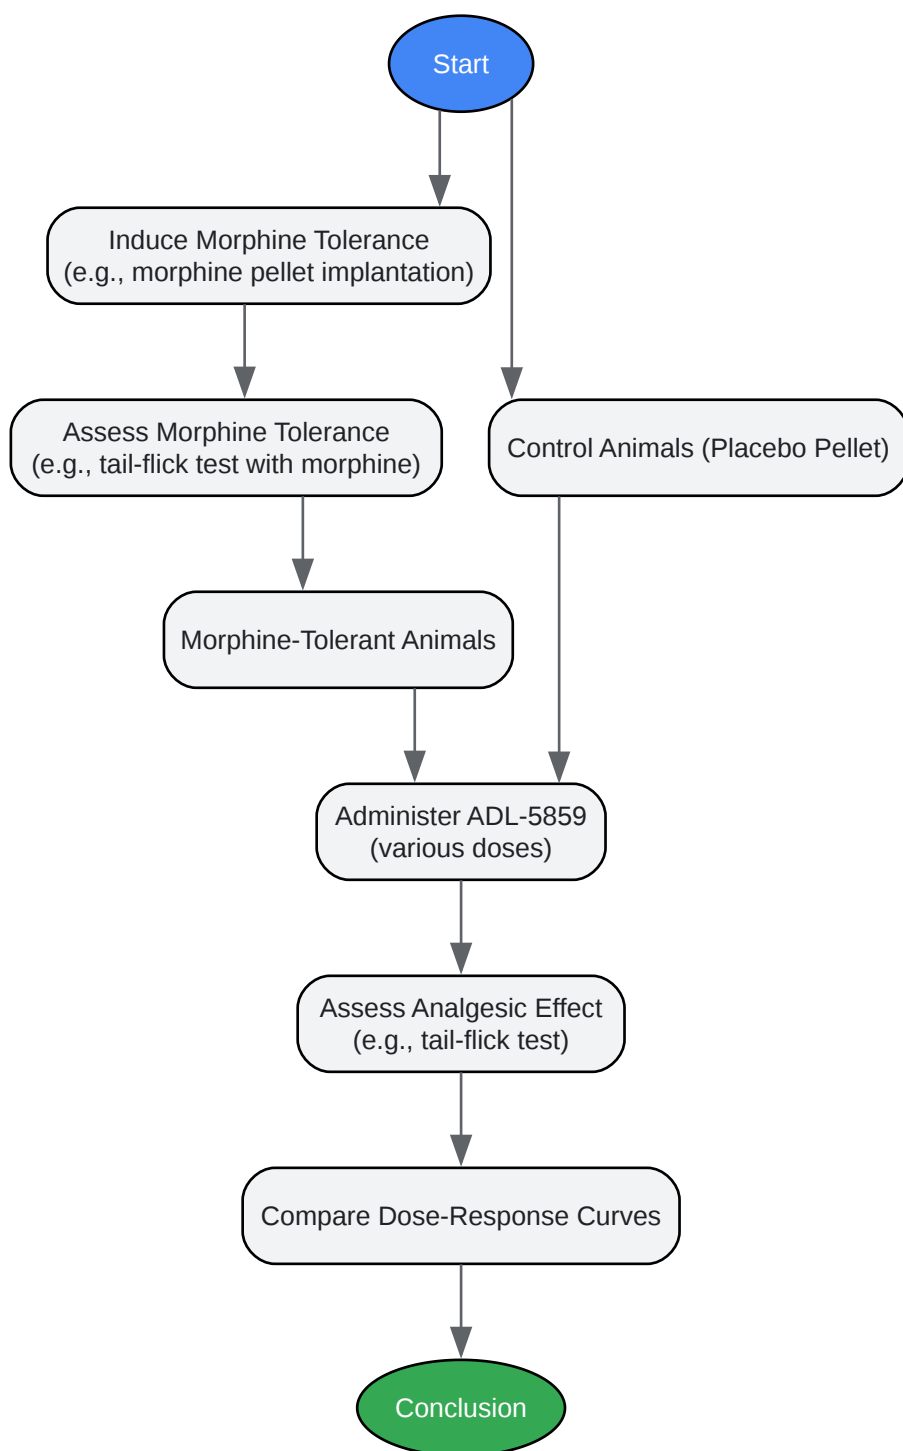 Start
Induce Morphine Tolerance
(e.g., morphine pellet implantation)
Assess Morphine Tolerance
(e.g., tail-flick test with morphine)
Control Animals (Placebo Pellet)
Morphine-Tolerant Animals
Administer ADL-5859
(various doses)
Assess Analgesic Effect
(e.g., tail-flick test)
Compare Dose-Response Curves
Conclusion